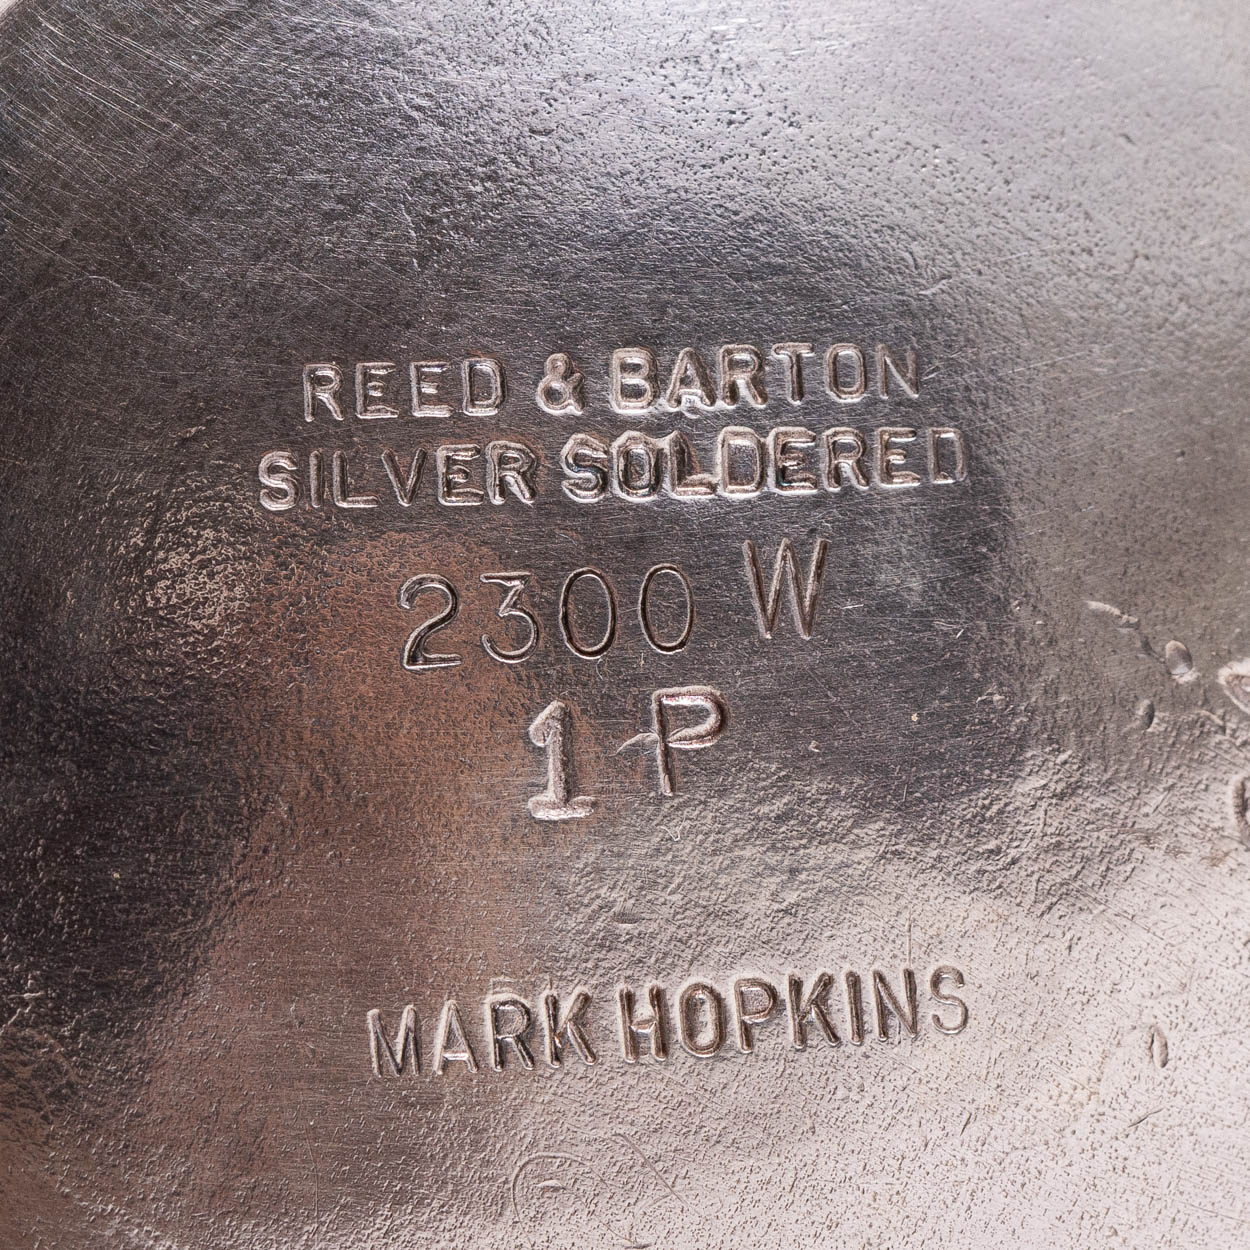 REED & BARTON
SILVER SOLDERED
2300 W
1 P
MARK HOPKINS